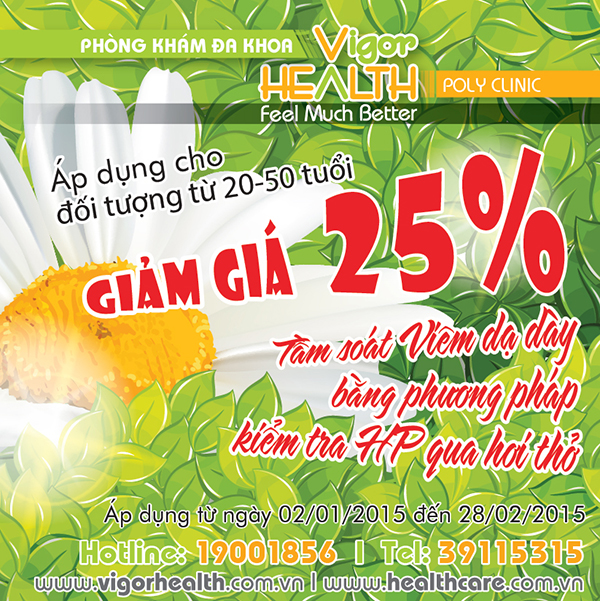 PHÒNG KHÁM ĐA KHOA
Vigor
HEALTH
POLY CLINIC
Feel Much Better
Áp dụng cho
đối tượng từ 20-50 tuổi
GIẢM GIÁ 25%
Tầm soát Viêm dạ dày
bằng phương pháp
kiểm tra HP qua hơi thở
Áp dụng từ ngày 02/01/2015 đến 28/02/2015
Hotline: 19001856 | Tel: 39115315
www.vigorhealth.com.vn | www.healthcare.com.vn